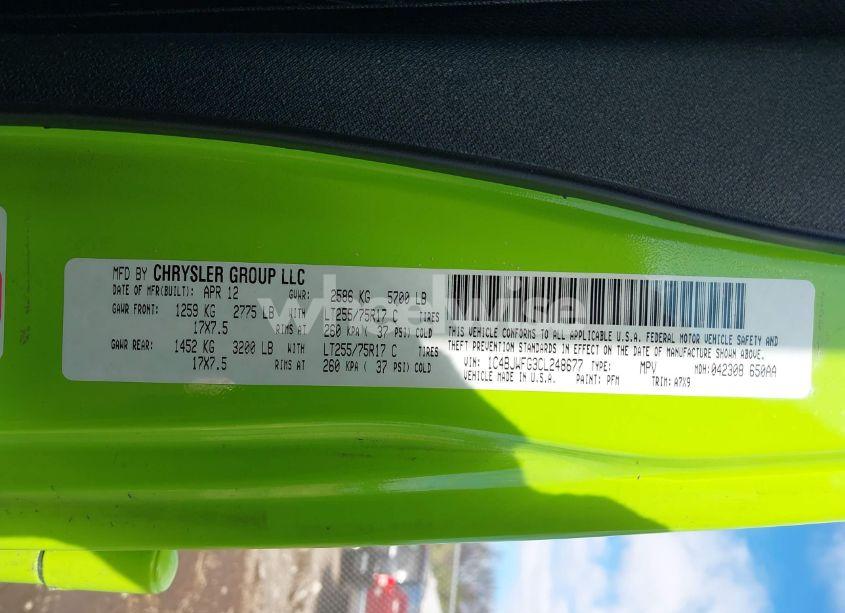 MFD BY CHRYSLER GROUP LLC
DATE OF MFR(BUILT): APR 12 GVWR: 2586 KG 5700 LB
GAWR FRONT: 1259 KG 2775 LB WITH LT255/75R17 C TIRES
17X7.5 RIMS AT 260 KPA ( 37 PSI) COLD
GAWR REAR: 1452 KG 3200 LB WITH LT255/75R17 C TIRES
17X7.5 RIMS AT 260 KPA ( 37 PSI) COLD
THIS VEHICLE CONFORMS TO ALL APPLICABLE U.S.A. FEDERAL MOTOR VEHICLE SAFETY AND
THEFT PREVENTION STANDARDS IN EFFECT ON THE DATE OF MANUFACTURE SHOWN ABOVE.
VIN: 1C4BJWFG3CL248677 TYPE: MPV MDH: 042308 650AA
VEHICLE MADE IN U.S.A. PAINT: PFM TRIM: A7X9